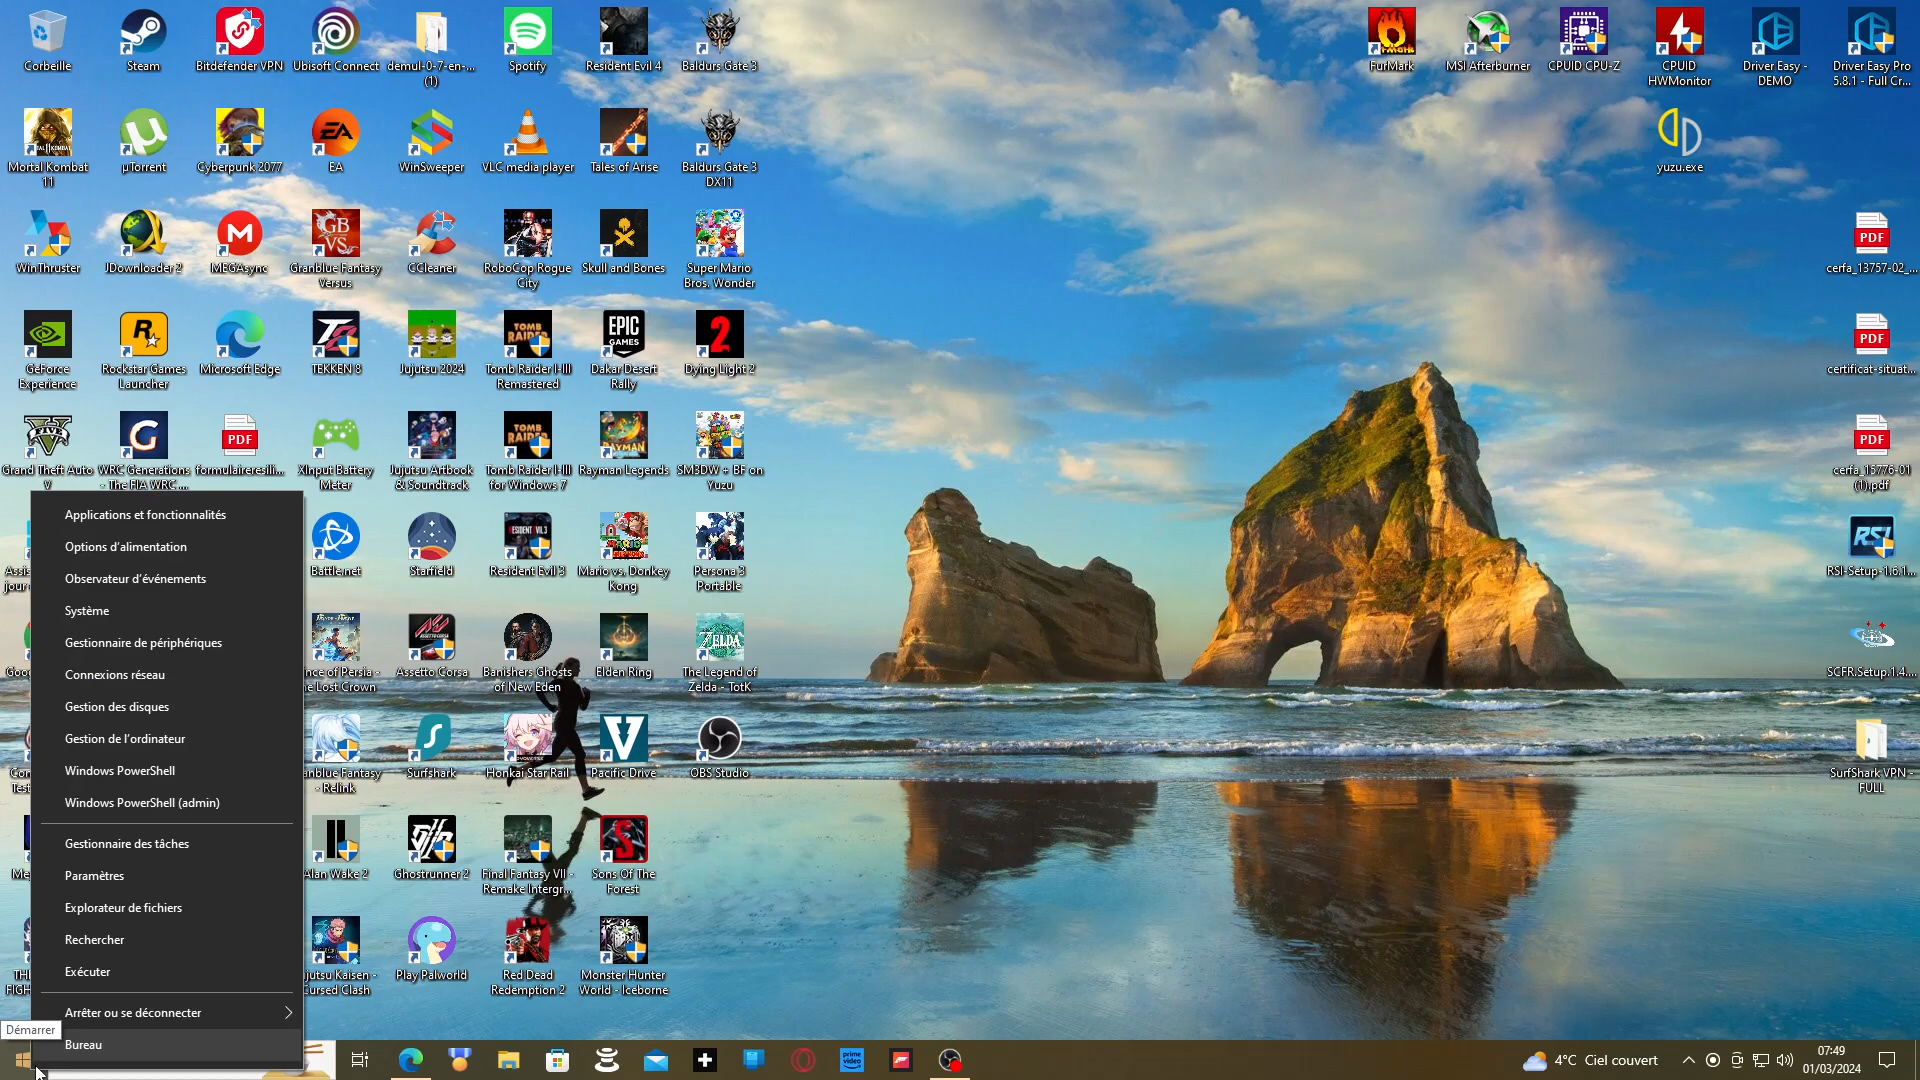 Corbeille
Steam
Bitdefender VPN
Ubisoft Connect
demul-0-7-en-...
(1)
Spotify
Resident Evil 4
Baldurs Gate 3
FurMark
MSI Afterburner
CPUID CPU-Z
CPUID
HWMonitor
Driver Easy -
DEMO
Driver Easy Pro
5.8.1 - Full Cr...
Mortal Kombat
11
µTorrent
Cyberpunk 2077
EA
WinSweeper
VLC media player
Tales of Arise
Baldurs Gate 3
DX11
yuzu.exe
WinThruster
JDownloader 2
MEGAsync
Granblue Fantasy
Versus
CCleaner
RoboCop Rogue
City
Skull and Bones
Super Mario
Bros. Wonder
PDF
cerfa_13757-02_...
GeForce
Experience
Rockstar Games
Launcher
Microsoft Edge
TEKKEN 8
Jujutsu 2024
Tomb Raider I-III
Remastered
EPIC
GAMES
Dakar Desert
Rally
Dying Light 2
PDF
certificat-situat...
Grand Theft Auto
V
WRC Generations
- The FIA WRC ...
PDF
formulaireresili...
XInput Battery
Meter
Jujutsu Artbook
& Soundtrack
Tomb Raider I-III
for Windows 7
Rayman Legends
SM3DW + BF on
Yuzu
PDF
cerfa_15776-01
(1).pdf
Battle.net
Starfield
Resident Evil 3
Mario vs. Donkey
Kong
Persona 3
Portable
RSI
RSI-Setup-1.6.1...
nce of Persia -
e Lost Crown
Assetto Corsa
Banishers Ghosts
of New Eden
Elden Ring
The Legend of
Zelda - TotK
SCFR.Setup.1.4....
anblue Fantasy
- Relink
Surfshark
Honkai Star Rail
Pacific Drive
OBS Studio
SurfShark VPN -
FULL
Alan Wake 2
Ghostrunner 2
Final Fantasy VII -
Remake Intergr...
Sons Of The
Forest
jutsu Kaisen -
ursed Clash
Play Palworld
Red Dead
Redemption 2
Monster Hunter
World - Iceborne
Applications et fonctionnalités
Options d'alimentation
Observateur d'événements
Système
Gestionnaire de périphériques
Connexions réseau
Gestion des disques
Gestion de l'ordinateur
Windows PowerShell
Windows PowerShell (admin)
Gestionnaire des tâches
Paramètres
Explorateur de fichiers
Rechercher
Exécuter
Arrêter ou se déconnecter
Bureau
Démarrer
prime
video
4°C Ciel couvert
07:49
01/03/2024